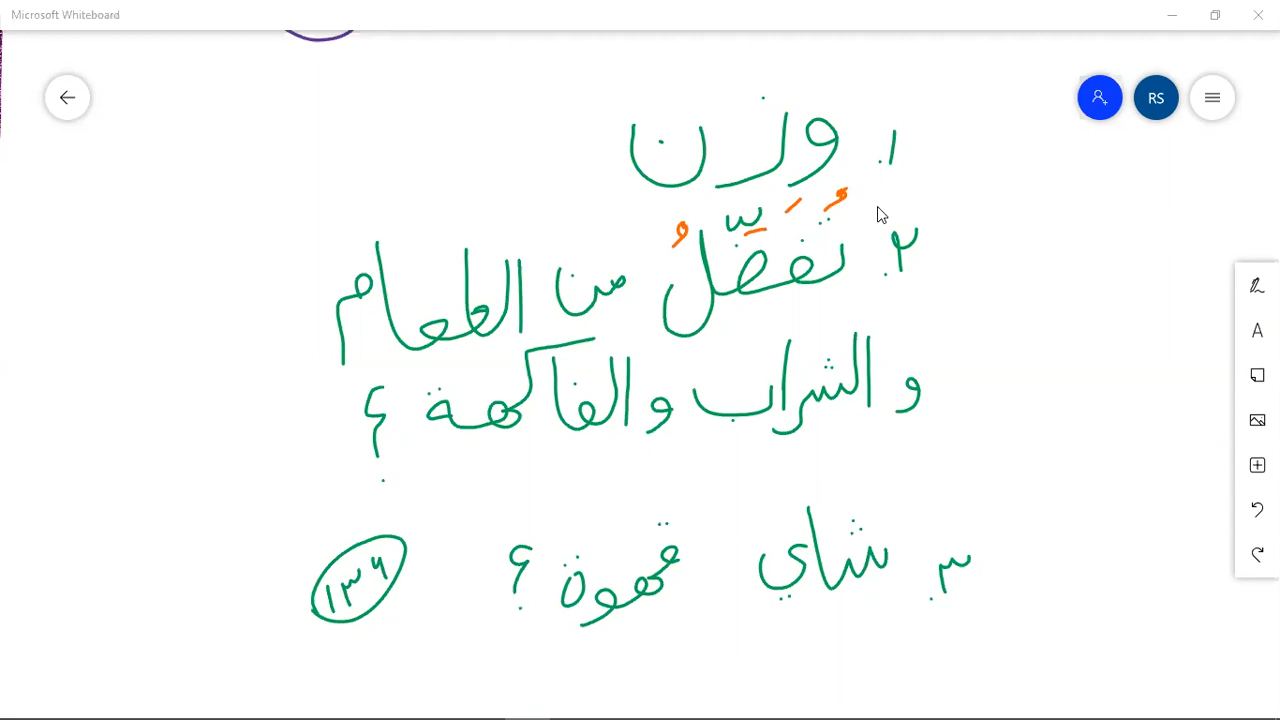 Microsoft Whiteboard
RS
١. وزن
٢. تُفَضِّلُ من الطعام
والشراب والفاكهة ؟
٣. شاي قهوة ؟
١٣٦
A